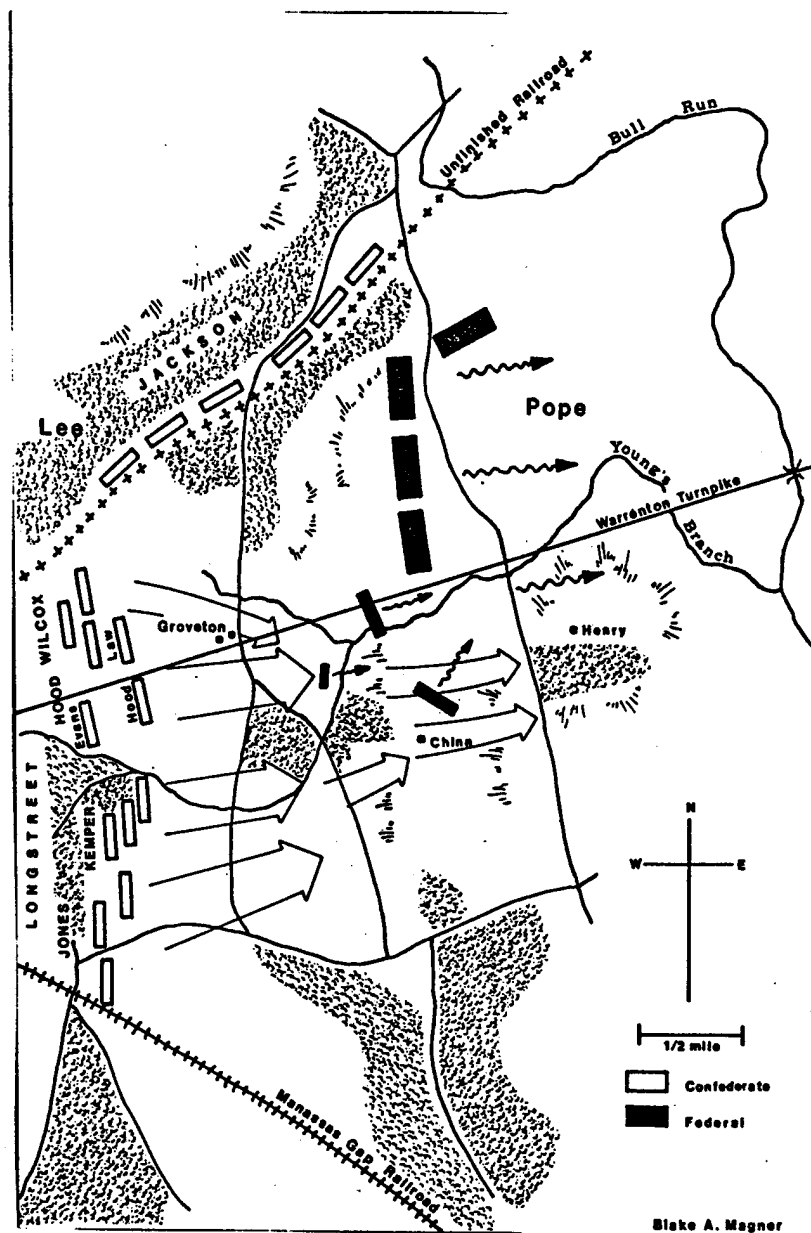 Unfinished Railroad
Bull Run
JACKSON
Lee
Pope
Young's
Branch
Warrenton Turnpike
WILCOX
Law
Groveton
Henry
HOOD
Evans
Hood
Chinn
LONGSTREET
KEMPER
JONES
N
W
E
S
1/2 mile
Confederate
Federal
Manassas Gap Railroad
Blake A. Magner